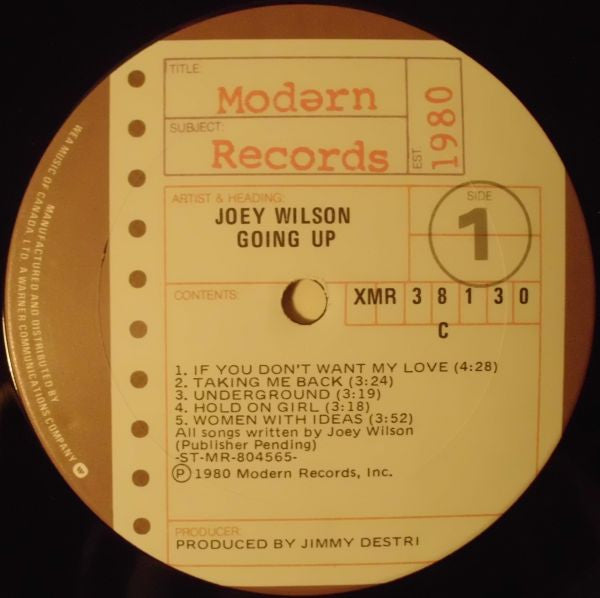 TITLE:
Modərn
SUBJECT:
Records
EST. 1980
ARTIST & HEADING:
JOEY WILSON
GOING UP
SIDE
1
CONTENTS:
XMR 3 8 1 3 0
C
1. IF YOU DON'T WANT MY LOVE (4:28)
2. TAKING ME BACK (3:24)
3. UNDERGROUND (3:19)
4. HOLD ON GIRL (3:18)
5. WOMEN WITH IDEAS (3:52)
All songs written by Joey Wilson
(Publisher Pending)
-ST-MR-804565-
Ⓟ 1980 Modern Records, Inc.
PRODUCER:
PRODUCED BY JIMMY DESTRI
MANUFACTURED AND DISTRIBUTED BY
WEA MUSIC OF CANADA, LTD. A WARNER COMMUNICATIONS COMPANY